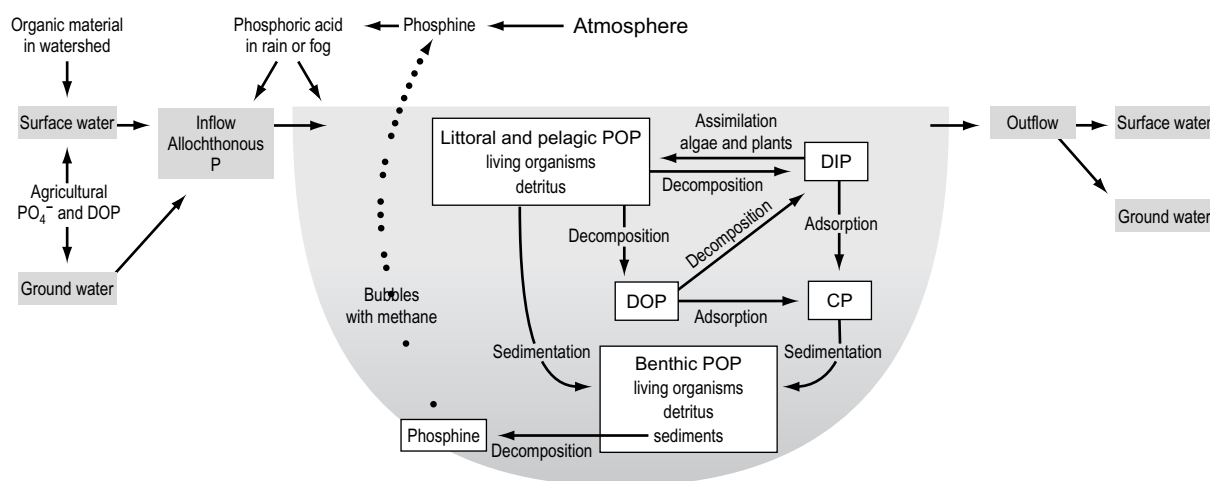 Organic material
in watershed
Phosphoric acid
in rain or fog
Phosphine
Atmosphere
Surface water
Inflow
Allochthonous
P
Agricultural
PO₄⁻ and DOP
Ground water
Littoral and pelagic POP
living organisms
detritus
Assimilation
algae and plants
Decomposition
DIP
Decomposition
Decomposition
Adsorption
DOP
Adsorption
CP
Bubbles
with methane
Sedimentation
Sedimentation
Benthic POP
living organisms
detritus
sediments
Phosphine
Decomposition
Outflow
Surface water
Ground water